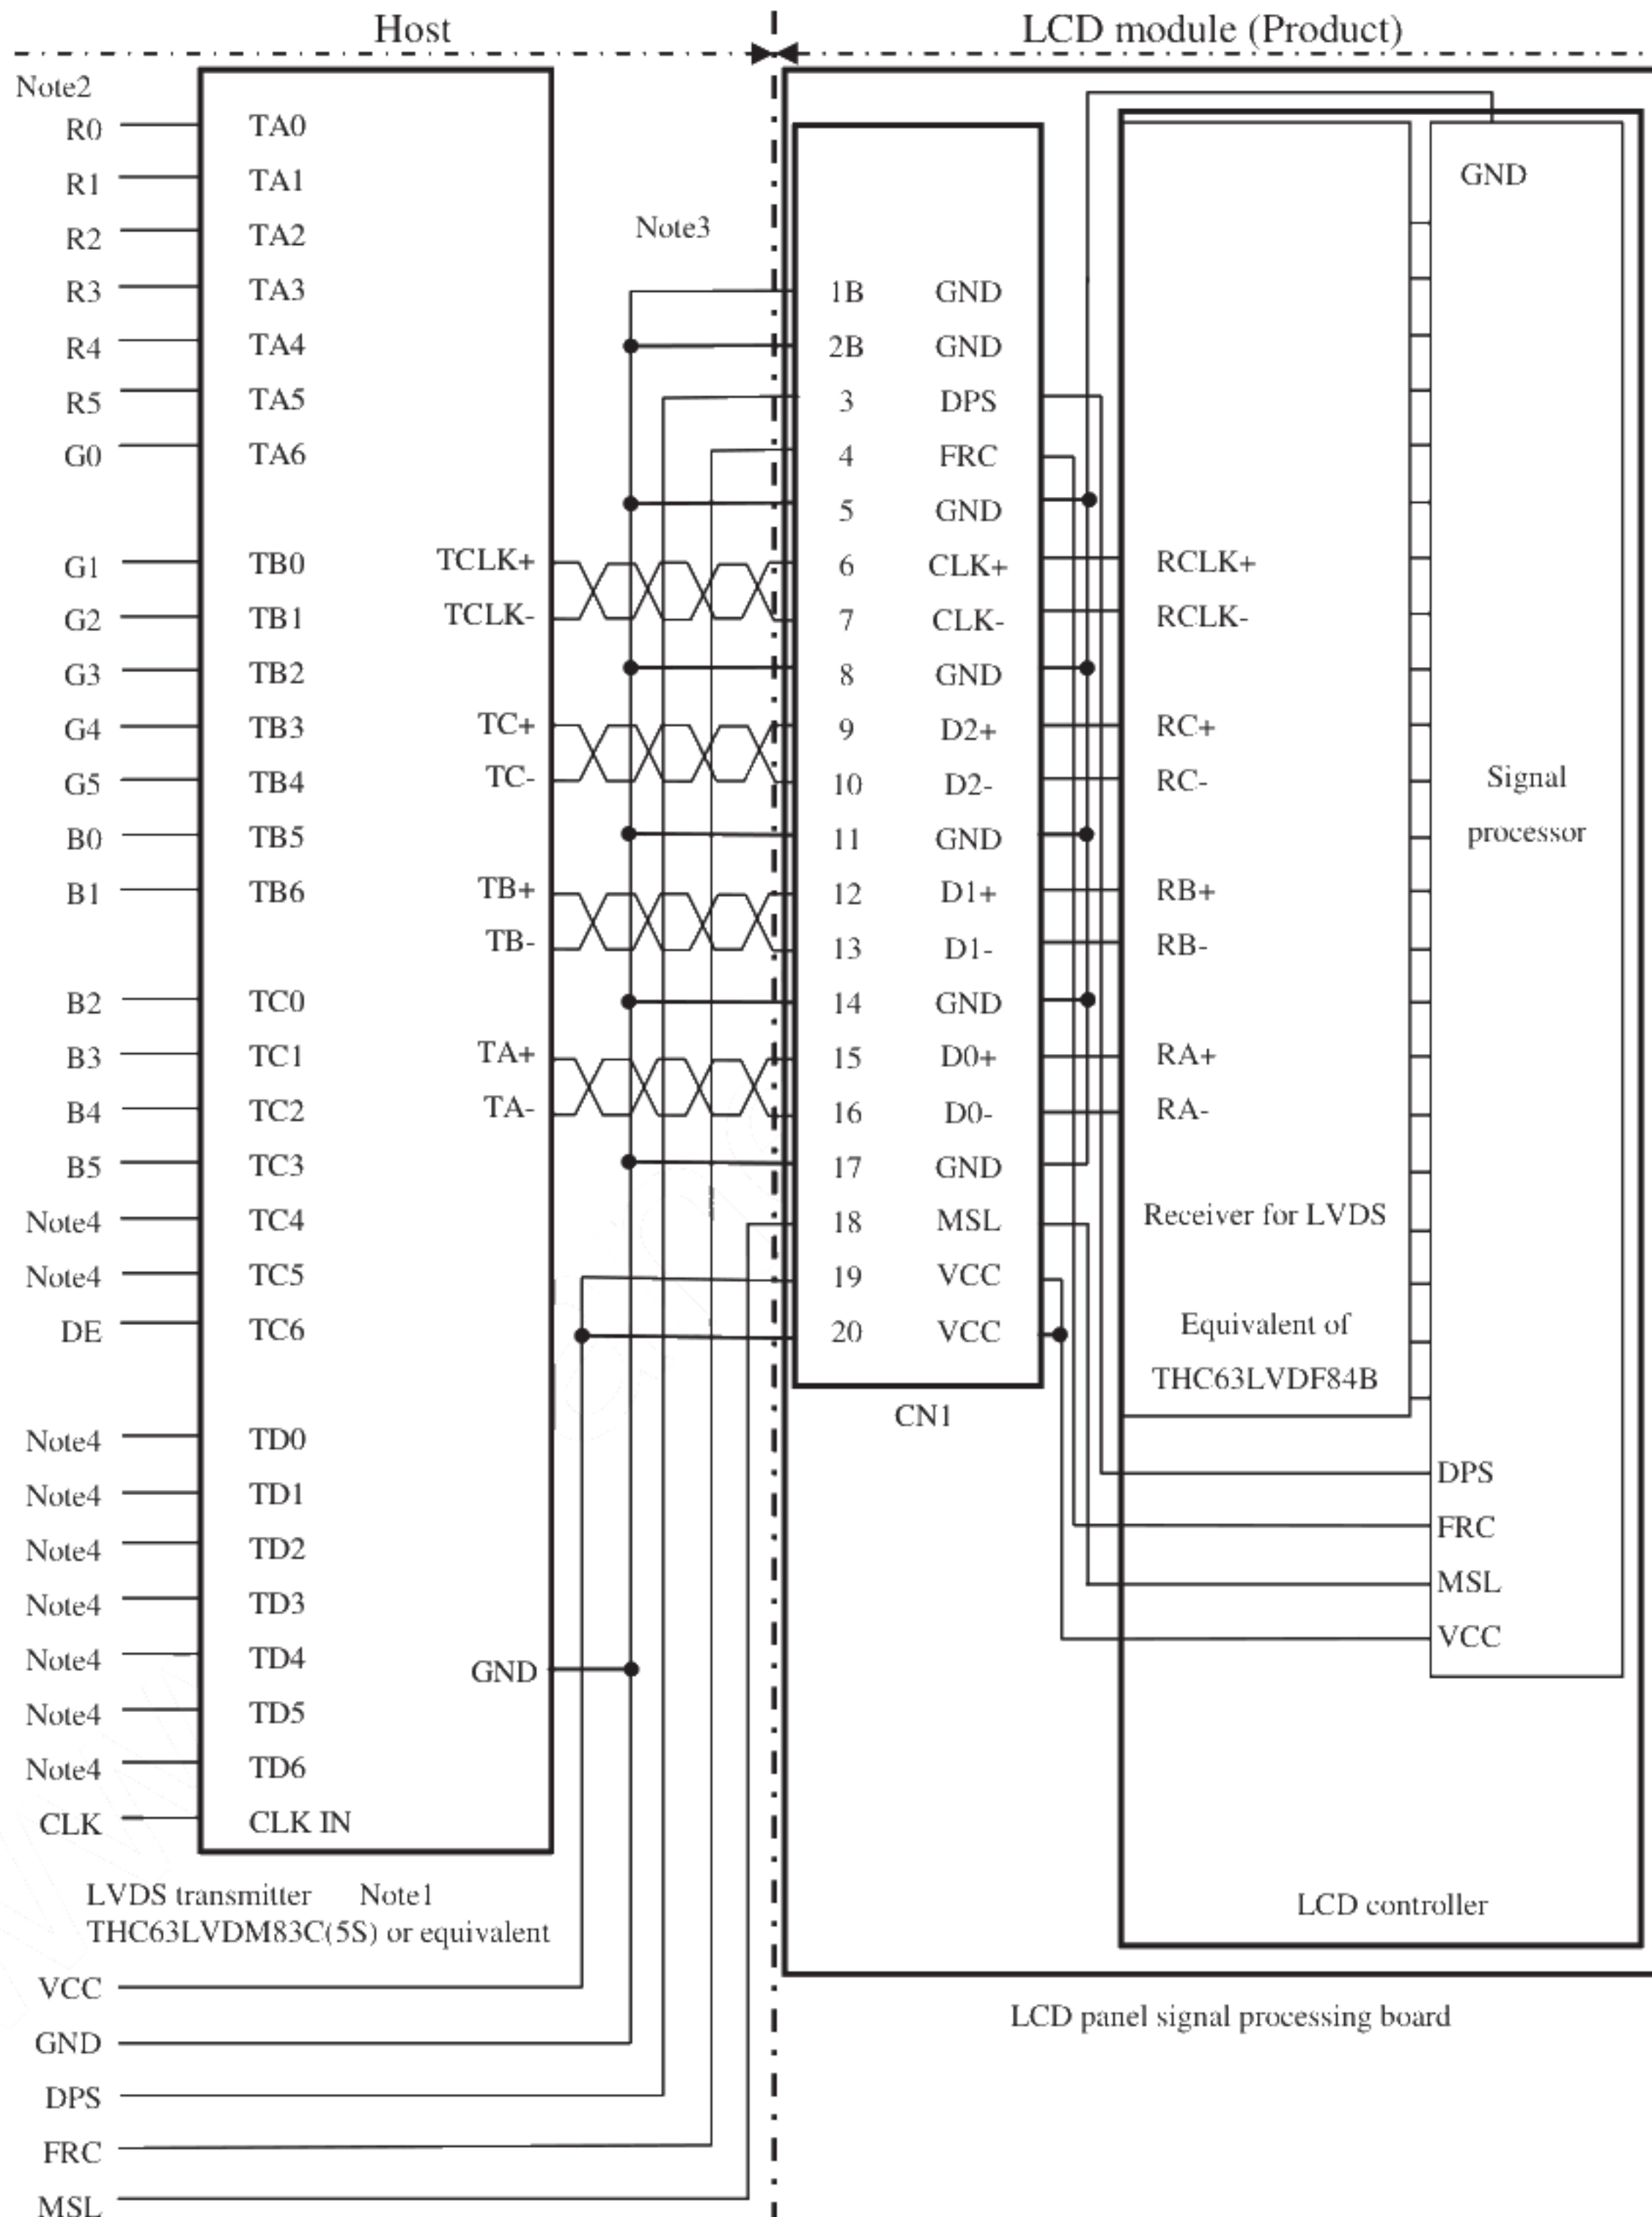 Host
LCD module (Product)
Note2
R0 TA0
R1 TA1
R2 TA2
R3 TA3
R4 TA4
R5 TA5
G0 TA6
G1 TB0
G2 TB1
G3 TB2
G4 TB3
G5 TB4
B0 TB5
B1 TB6
B2 TC0
B3 TC1
B4 TC2
B5 TC3
Note4 TC4
Note4 TC5
DE TC6
Note4 TD0
Note4 TD1
Note4 TD2
Note4 TD3
Note4 TD4
Note4 TD5
Note4 TD6
CLK CLK IN
TCLK+
TCLK-
TC+
TC-
TB+
TB-
TA+
TA-
GND
LVDS transmitter Note1
THC63LVDM83C(5S) or equivalent
VCC
GND
DPS
FRC
MSL
Note3
1B GND
2B GND
3 DPS
4 FRC
5 GND
6 CLK+
7 CLK-
8 GND
9 D2+
10 D2-
11 GND
12 D1+
13 D1-
14 GND
15 D0+
16 D0-
17 GND
18 MSL
19 VCC
20 VCC
CN1
RCLK+
RCLK-
RC+
RC-
RB+
RB-
RA+
RA-
Receiver for LVDS
Equivalent of
THC63LVDF84B
GND
Signal
processor
DPS
FRC
MSL
VCC
LCD controller
LCD panel signal processing board